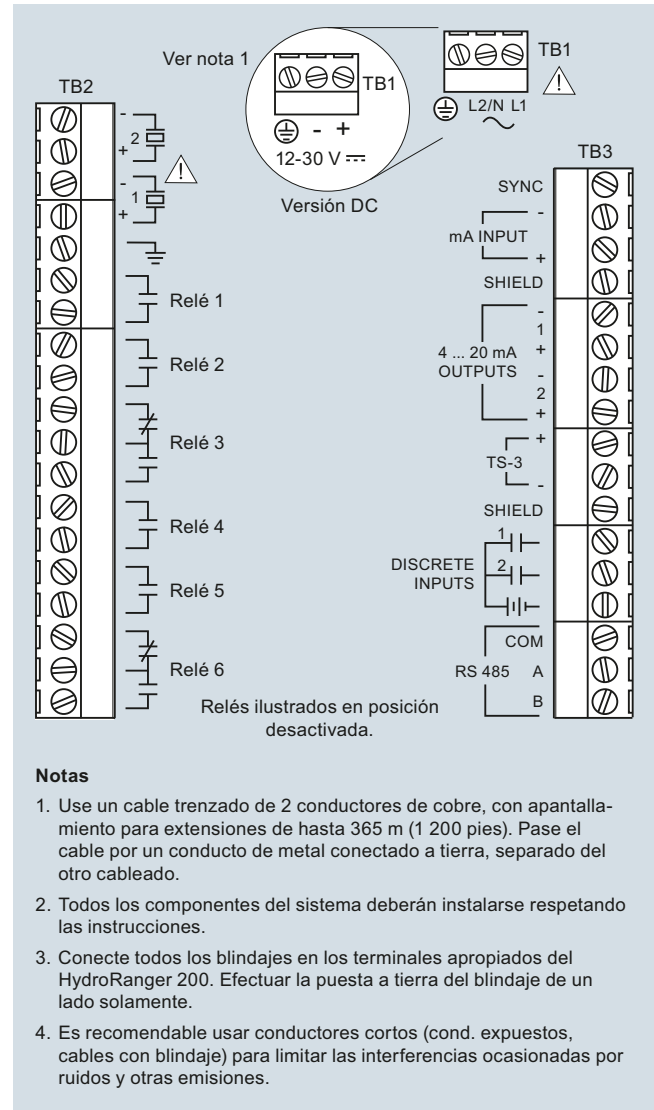 Ver nota 1
TB1
- +
12-30 V
Versión DC
TB1
L2/N L1
TB2
-
2
+
-
1
+
Relé 1
Relé 2
Relé 3
Relé 4
Relé 5
Relé 6
TB3
SYNC
-
mA INPUT
+
SHIELD
-
1
+
4 ... 20 mA
OUTPUTS
-
2
+
+
TS-3
-
SHIELD
1
DISCRETE
INPUTS
2
COM
RS 485 A
B
Relés ilustrados en posición
desactivada.
Notas
1. Use un cable trenzado de 2 conductores de cobre, con apantalla-
miento para extensiones de hasta 365 m (1 200 pies). Pase el
cable por un conducto de metal conectado a tierra, separado del
otro cableado.
2. Todos los componentes del sistema deberán instalarse respetando
las instrucciones.
3. Conecte todos los blindajes en los terminales apropiados del
HydroRanger 200. Efectuar la puesta a tierra del blindaje de un
lado solamente.
4. Es recomendable usar conductores cortos (cond. expuestos,
cables con blindaje) para limitar las interferencias ocasionadas por
ruidos y otras emisiones.